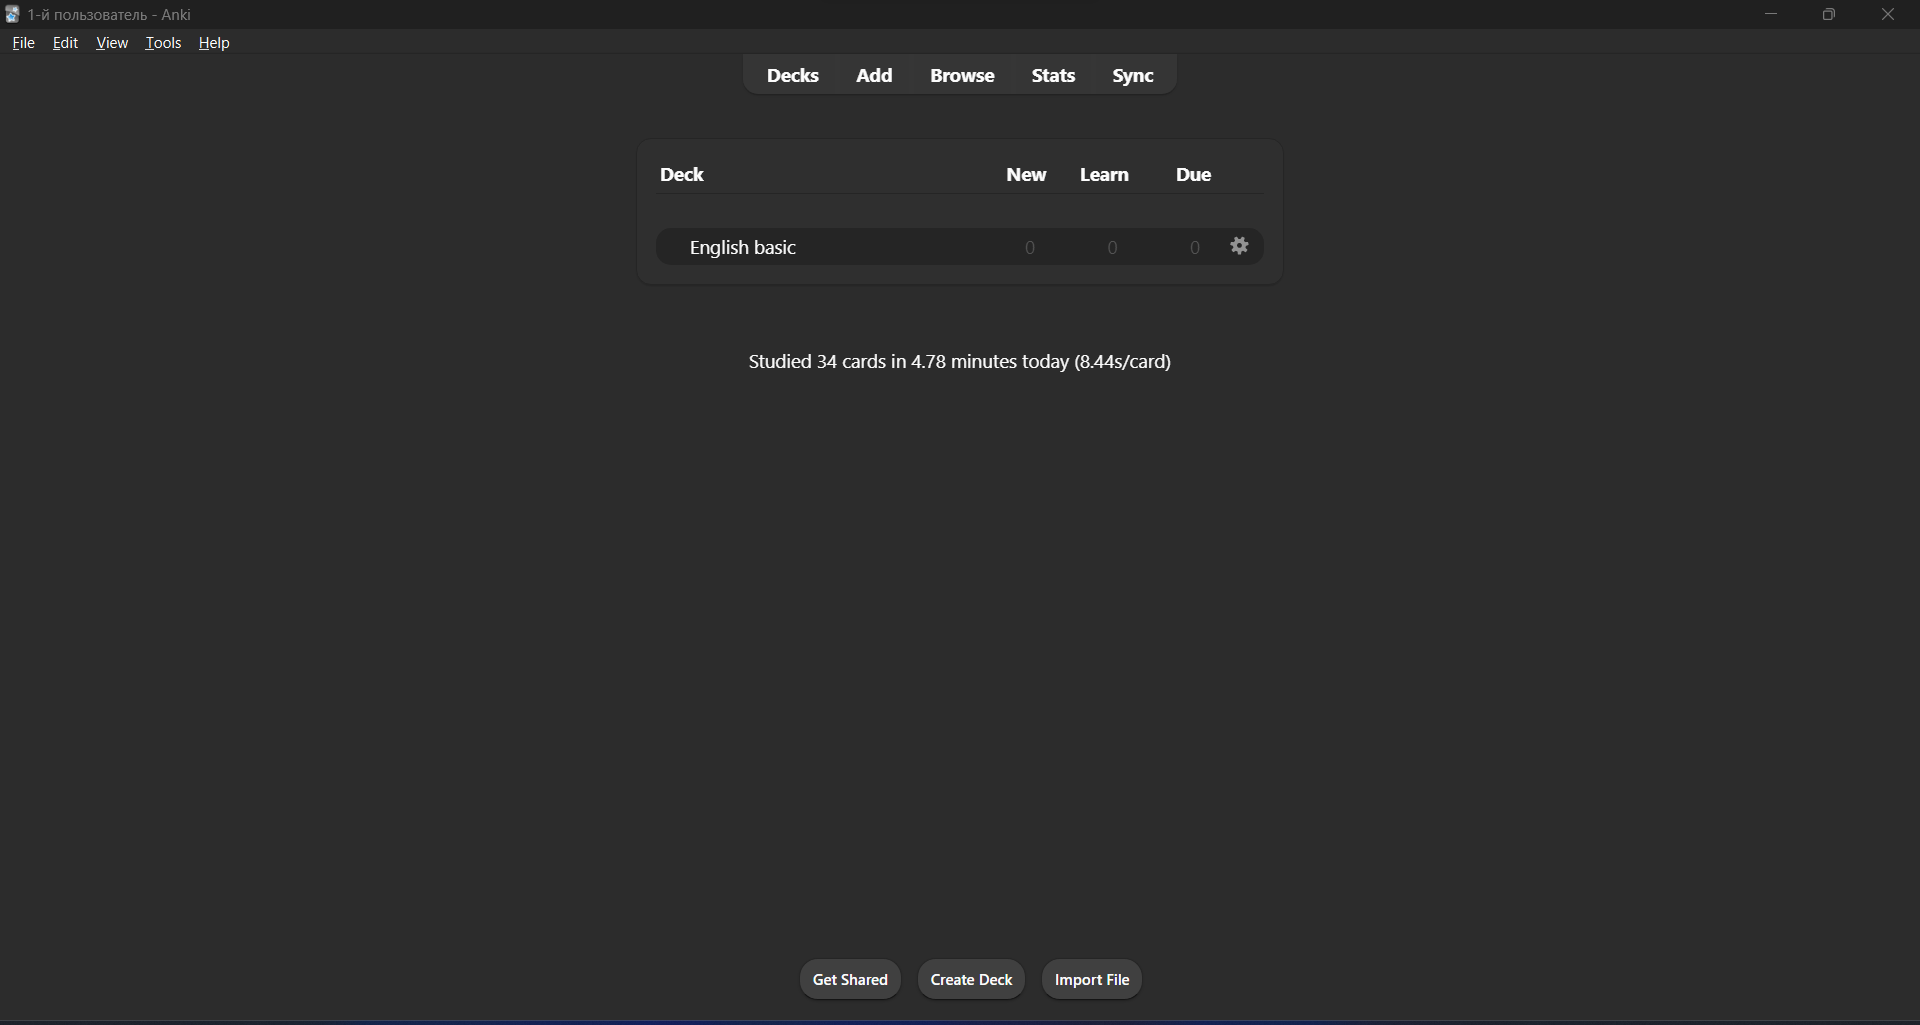 1-й пользователь - Anki
File Edit View Tools Help
Decks Add Browse Stats Sync
Deck New Learn Due
English basic 0 0 0
Studied 34 cards in 4.78 minutes today (8.44s/card)
Get Shared Create Deck Import File